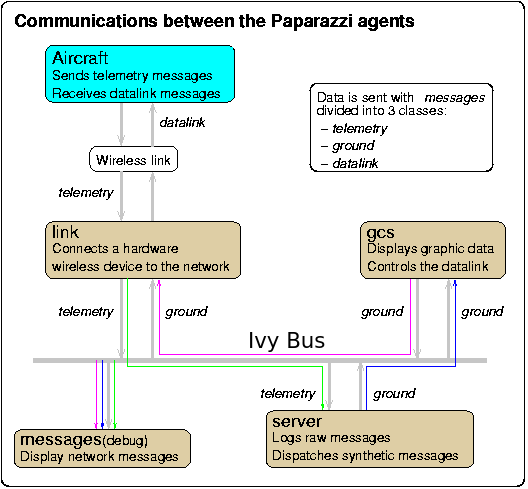 Communications between the Paparazzi agents
Aircraft
Sends telemetry messages
Receives datalink messages
Data is sent with messages
divided into 3 classes:
– telemetry
– ground
– datalink
datalink
Wireless link
telemetry
link
Connects a hardware
wireless device to the network
gcs
Displays graphic data
Controls the datalink
telemetry
ground
ground
ground
Ivy Bus
telemetry
ground
messages(debug)
Display network messages
server
Logs raw messages
Dispatches synthetic messages